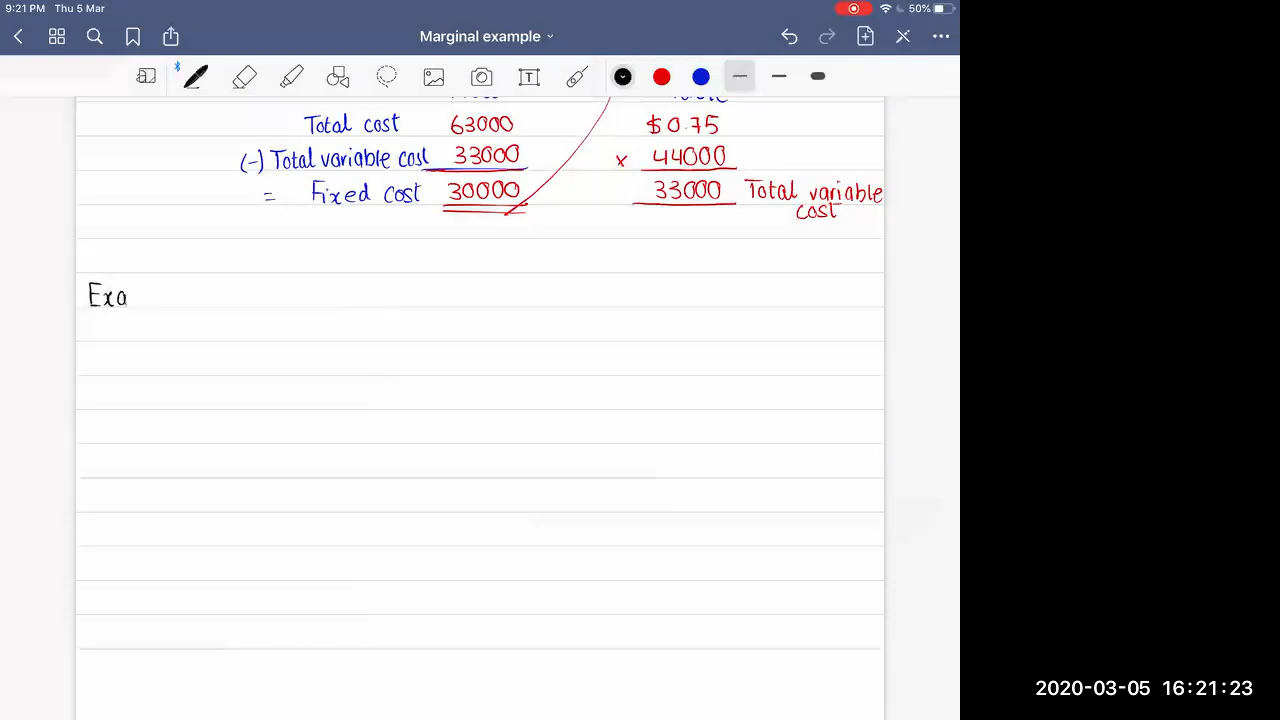 9:21 PM Thu 5 Mar
50%
Marginal example
Total cost 63000 $0.75
(-) Total variable cost 33000 x 44000
= Fixed cost 30000 33000 Total variable
cost
Exa
2020-03-05 16:21:23